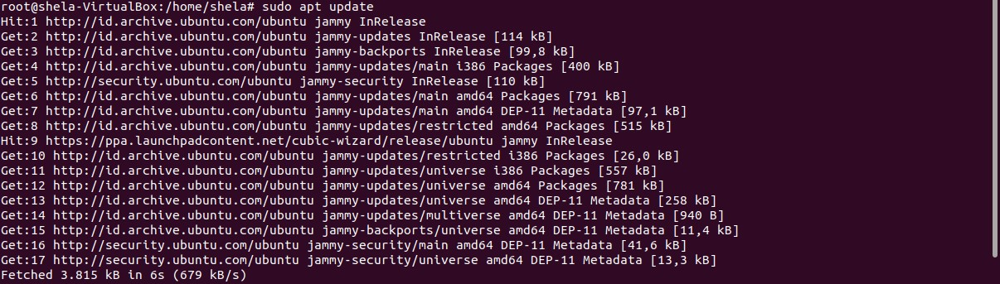 root@shela-VirtualBox:/home/shela# sudo apt update
Hit:1 http://id.archive.ubuntu.com/ubuntu jammy InRelease
Get:2 http://id.archive.ubuntu.com/ubuntu jammy-updates InRelease [114 kB]
Get:3 http://id.archive.ubuntu.com/ubuntu jammy-backports InRelease [99,8 kB]
Get:4 http://id.archive.ubuntu.com/ubuntu jammy-updates/main i386 Packages [400 kB]
Get:5 http://security.ubuntu.com/ubuntu jammy-security InRelease [110 kB]
Get:6 http://id.archive.ubuntu.com/ubuntu jammy-updates/main amd64 Packages [791 kB]
Get:7 http://id.archive.ubuntu.com/ubuntu jammy-updates/main amd64 DEP-11 Metadata [97,1 kB]
Get:8 http://id.archive.ubuntu.com/ubuntu jammy-updates/restricted amd64 Packages [515 kB]
Hit:9 https://ppa.launchpadcontent.net/cubic-wizard/release/ubuntu jammy InRelease
Get:10 http://id.archive.ubuntu.com/ubuntu jammy-updates/restricted i386 Packages [26,0 kB]
Get:11 http://id.archive.ubuntu.com/ubuntu jammy-updates/universe i386 Packages [557 kB]
Get:12 http://id.archive.ubuntu.com/ubuntu jammy-updates/universe amd64 Packages [781 kB]
Get:13 http://id.archive.ubuntu.com/ubuntu jammy-updates/universe amd64 DEP-11 Metadata [258 kB]
Get:14 http://id.archive.ubuntu.com/ubuntu jammy-updates/multiverse amd64 DEP-11 Metadata [940 B]
Get:15 http://id.archive.ubuntu.com/ubuntu jammy-backports/universe amd64 DEP-11 Metadata [11,4 kB]
Get:16 http://security.ubuntu.com/ubuntu jammy-security/main amd64 DEP-11 Metadata [41,6 kB]
Get:17 http://security.ubuntu.com/ubuntu jammy-security/universe amd64 DEP-11 Metadata [13,3 kB]
Fetched 3.815 kB in 6s (679 kB/s)